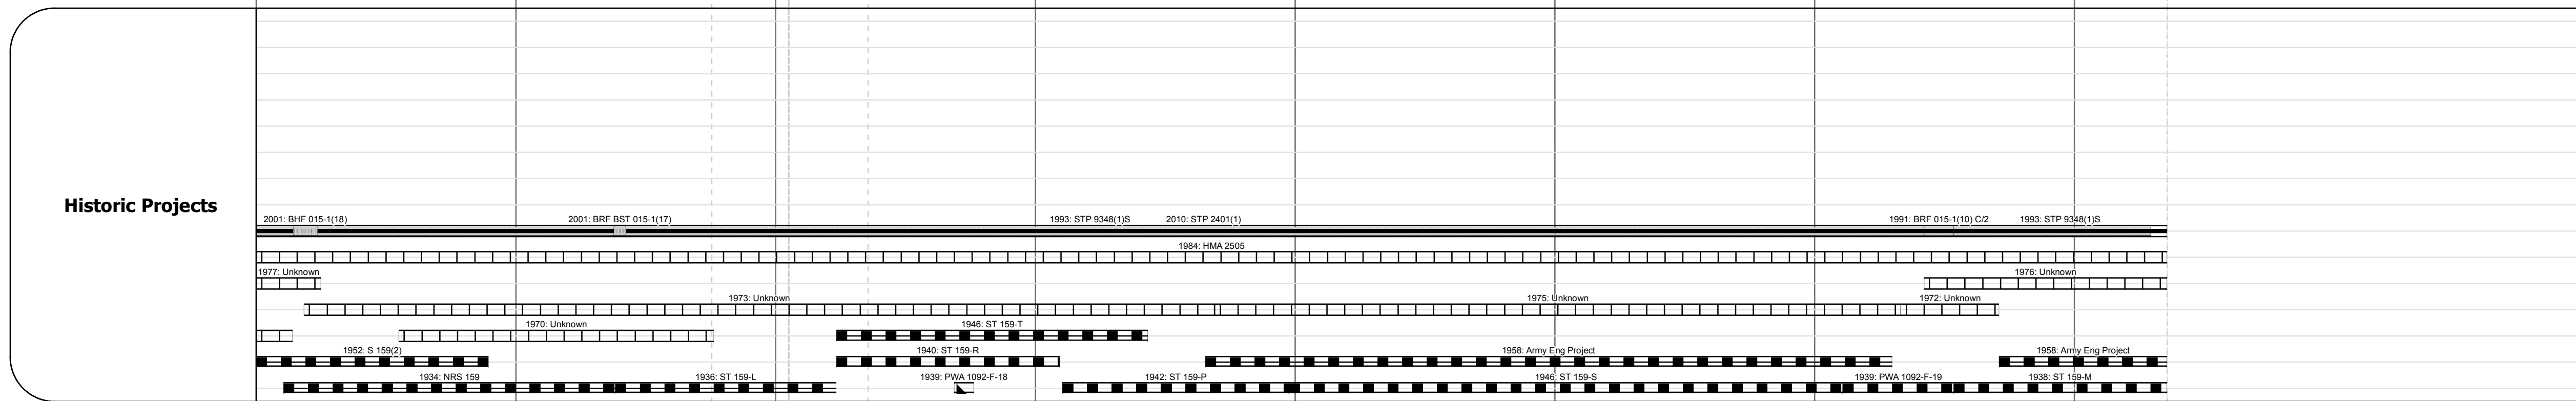 Historic Projects
2001: BHF 015-1(18) 2001: BRF BST 015-1(17) 1993: STP 9348(1)S 2010: STP 2401(1) 1991: BRF 015-1(10) C/2 1993: STP 9348(1)S
1984: HMA 2505
1977: Unknown 1976: Unknown
1973: Unknown 1975: Unknown 1972: Unknown
1970: Unknown 1946: ST 159-T
1952: S 159(2) 1940: ST 159-R 1958: Army Eng Project 1958: Army Eng Project
1934: NRS 159 1936: ST 159-L 1939: PWA 1092-F-18 1942: ST 159-P 1946: ST 159-S 1939: PWA 1092-F-19 1938: ST 159-M